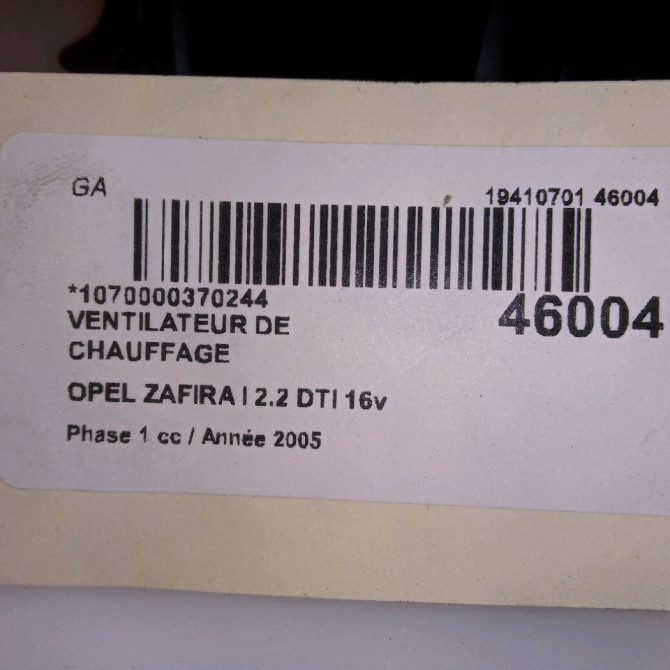 GA
19410701 46004
*1070000370244
46004
VENTILATEUR DE
CHAUFFAGE
OPEL ZAFIRA I 2.2 DTI 16v
Phase 1 cc / Année 2005